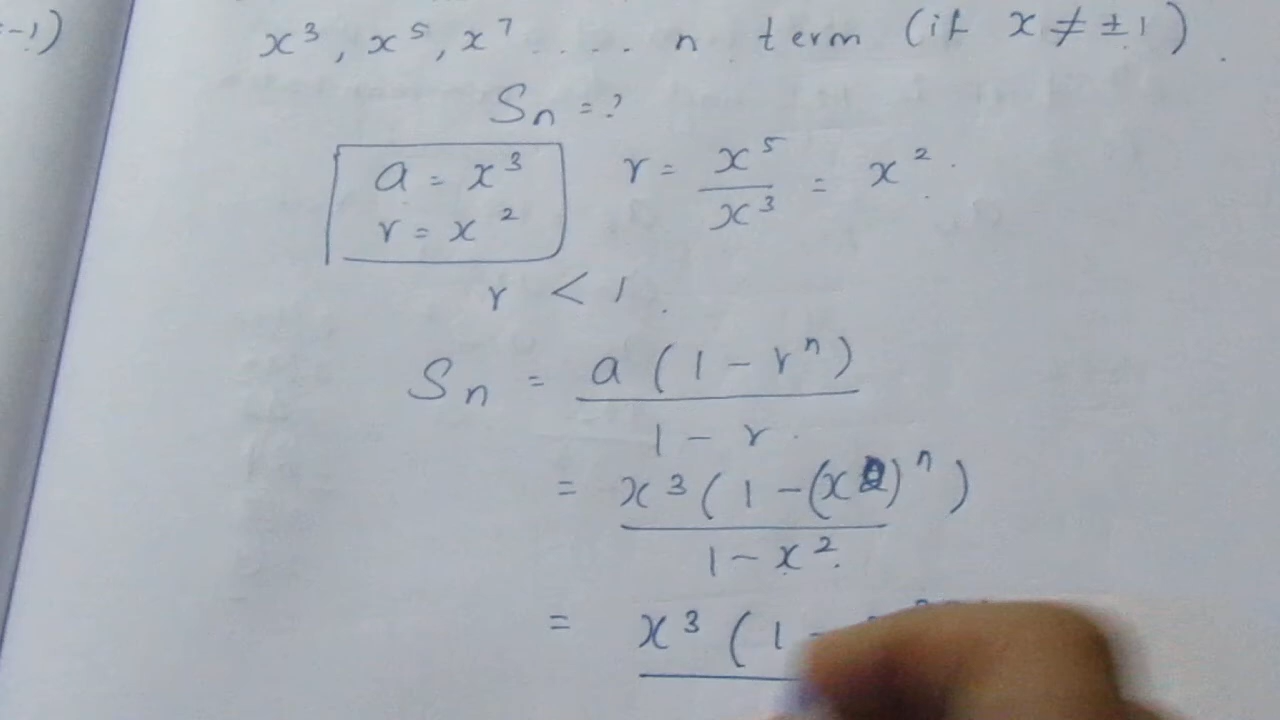 -1)
x³, x⁵, x⁷ .... n term (if x ≠ ±1)
Sₙ = ?
a = x³
r = x²
r = x⁵/x³ = x²
r < 1
Sₙ = a(1 - rⁿ)/1 - r
= x³(1 - (x²)ⁿ)/1 - x²
= x³(1 -